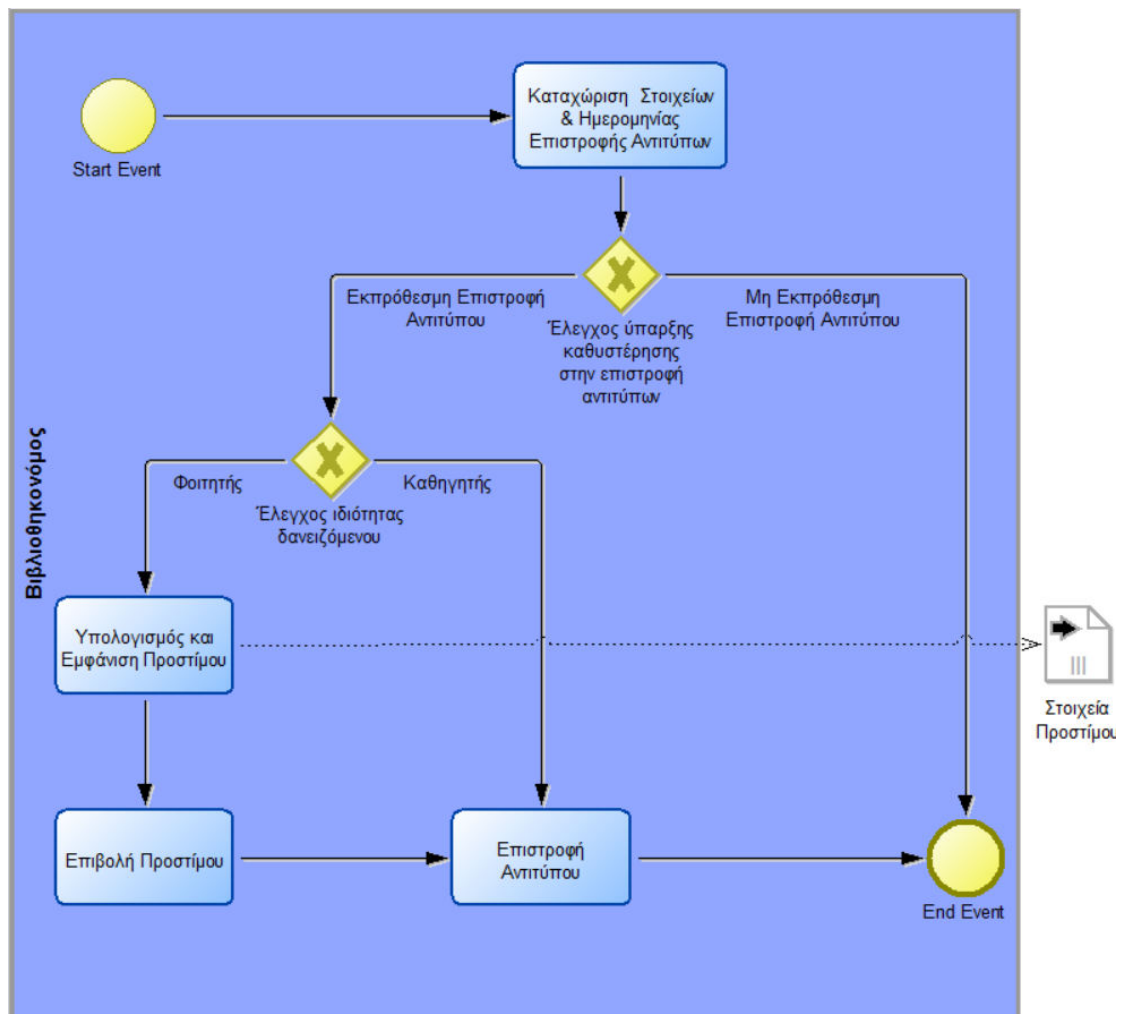 Start Event
Καταχώριση Στοιχείων
& Ημερομηνίας
Επιστροφής Αντιτύπων
Εκπρόθεσμη Επιστροφή
Αντιτύπου
Μη Εκπρόθεσμη
Επιστροφή Αντιτύπου
Έλεγχος ύπαρξης
καθυστέρησης
στην επιστροφή
αντιτύπων
Βιβλιοθηκονόμος
Φοιτητής
Καθηγητής
Έλεγχος ιδιότητας
δανειζόμενου
Υπολογισμός και
Εμφάνιση Προστίμου
Στοιχεία
Προστίμου
Επιβολή Προστίμου
Επιστροφή
Αντιτύπου
End Event